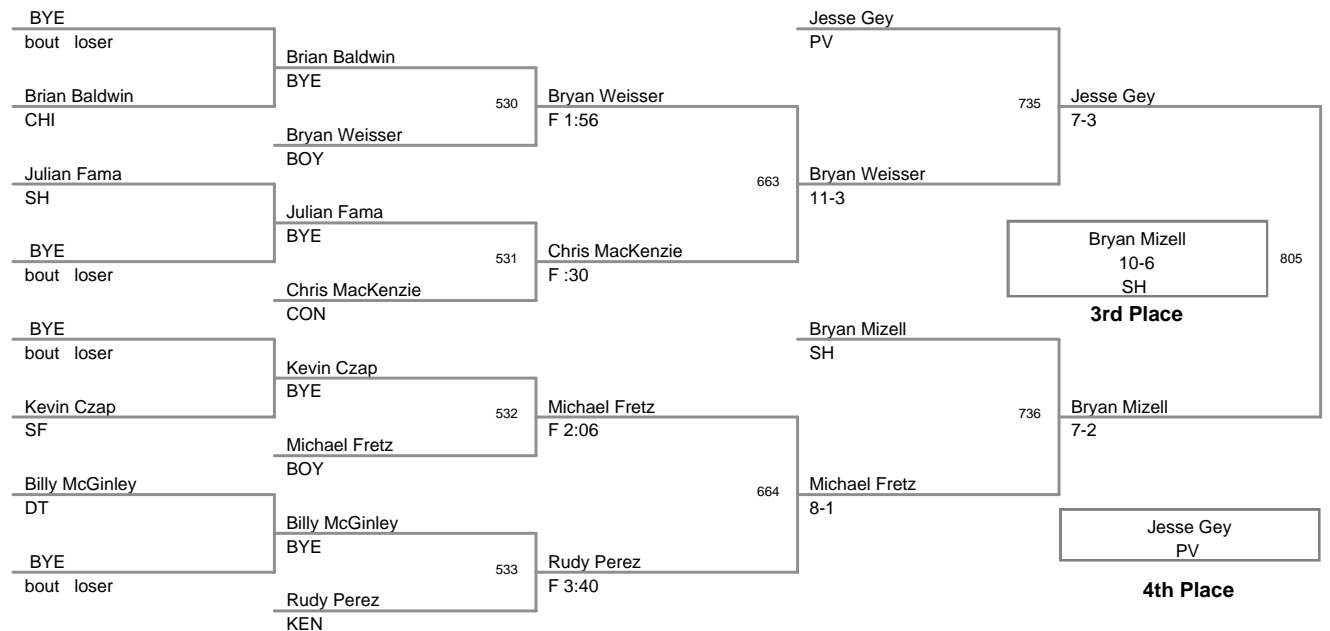 BYE
bout loser
Brian Baldwin
CHI
Julian Fama
SH
BYE
bout loser
BYE
bout loser
Kevin Czap
SF
Billy McGinley
DT
BYE
bout loser
Brian Baldwin
BYE
530
Bryan Weisser
BOY
Julian Fama
BYE
531
Chris MacKenzie
CON
Kevin Czap
BYE
532
Michael Fretz
BOY
Billy McGinley
BYE
533
Rudy Perez
KEN
Bryan Weisser
F 1:56
663
Chris MacKenzie
F :30
Michael Fretz
F 2:06
664
Rudy Perez
F 3:40
Jesse Gey
PV
735
Bryan Weisser
11-3
Bryan Mizell
SH
736
Michael Fretz
8-1
Jesse Gey
7-3
805
Bryan Mizell
7-2
Bryan Mizell
10-6
SH
3rd Place
Jesse Gey
PV
4th Place